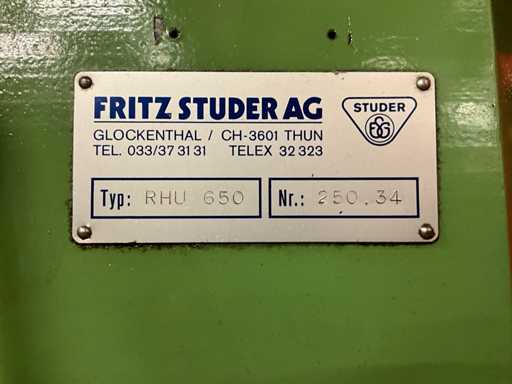 FRITZ STUDER AG
GLOCKENTHAL / CH-3601 THUN
TEL. 033/37 31 31 TELEX 32 323
STUDER
Typ: RHU 650
Nr.: 250.34